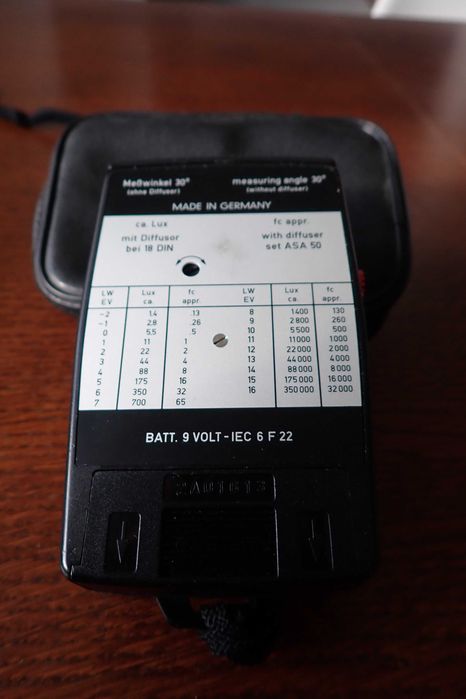 Meßwinkel 30° measuring angle 30°
(ohne Diffusor) (without diffuser)
MADE IN GERMANY
ca. Lux fc appr.
mit Diffusor with diffuser
bei 18 DIN set ASA 50
LW Lux fc LW Lux fc
EV ca. appr. EV ca. appr.
-2 1.4 .13 8 1400 130
-1 2.8 .26 9 2800 260
0 5.5 .5 10 5500 500
1 11 1 11 11000 1000
2 22 2 12 22000 2000
3 44 4 13 44000 4000
4 88 8 14 88000 8000
5 175 16 15 175000 16000
6 350 32 16 350000 32000
7 700 65
BATT. 9 VOLT-IEC 6 F 22